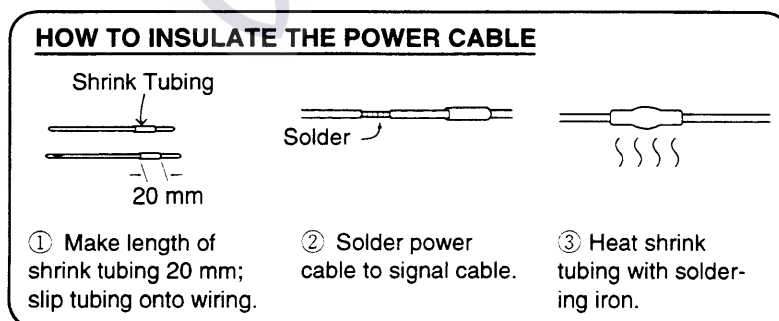 HOW TO INSULATE THE POWER CABLE
Shrink Tubing
20 mm
Solder
① Make length of
shrink tubing 20 mm;
slip tubing onto wiring.
② Solder power
cable to signal cable.
③ Heat shrink
tubing with solder-
ing iron.